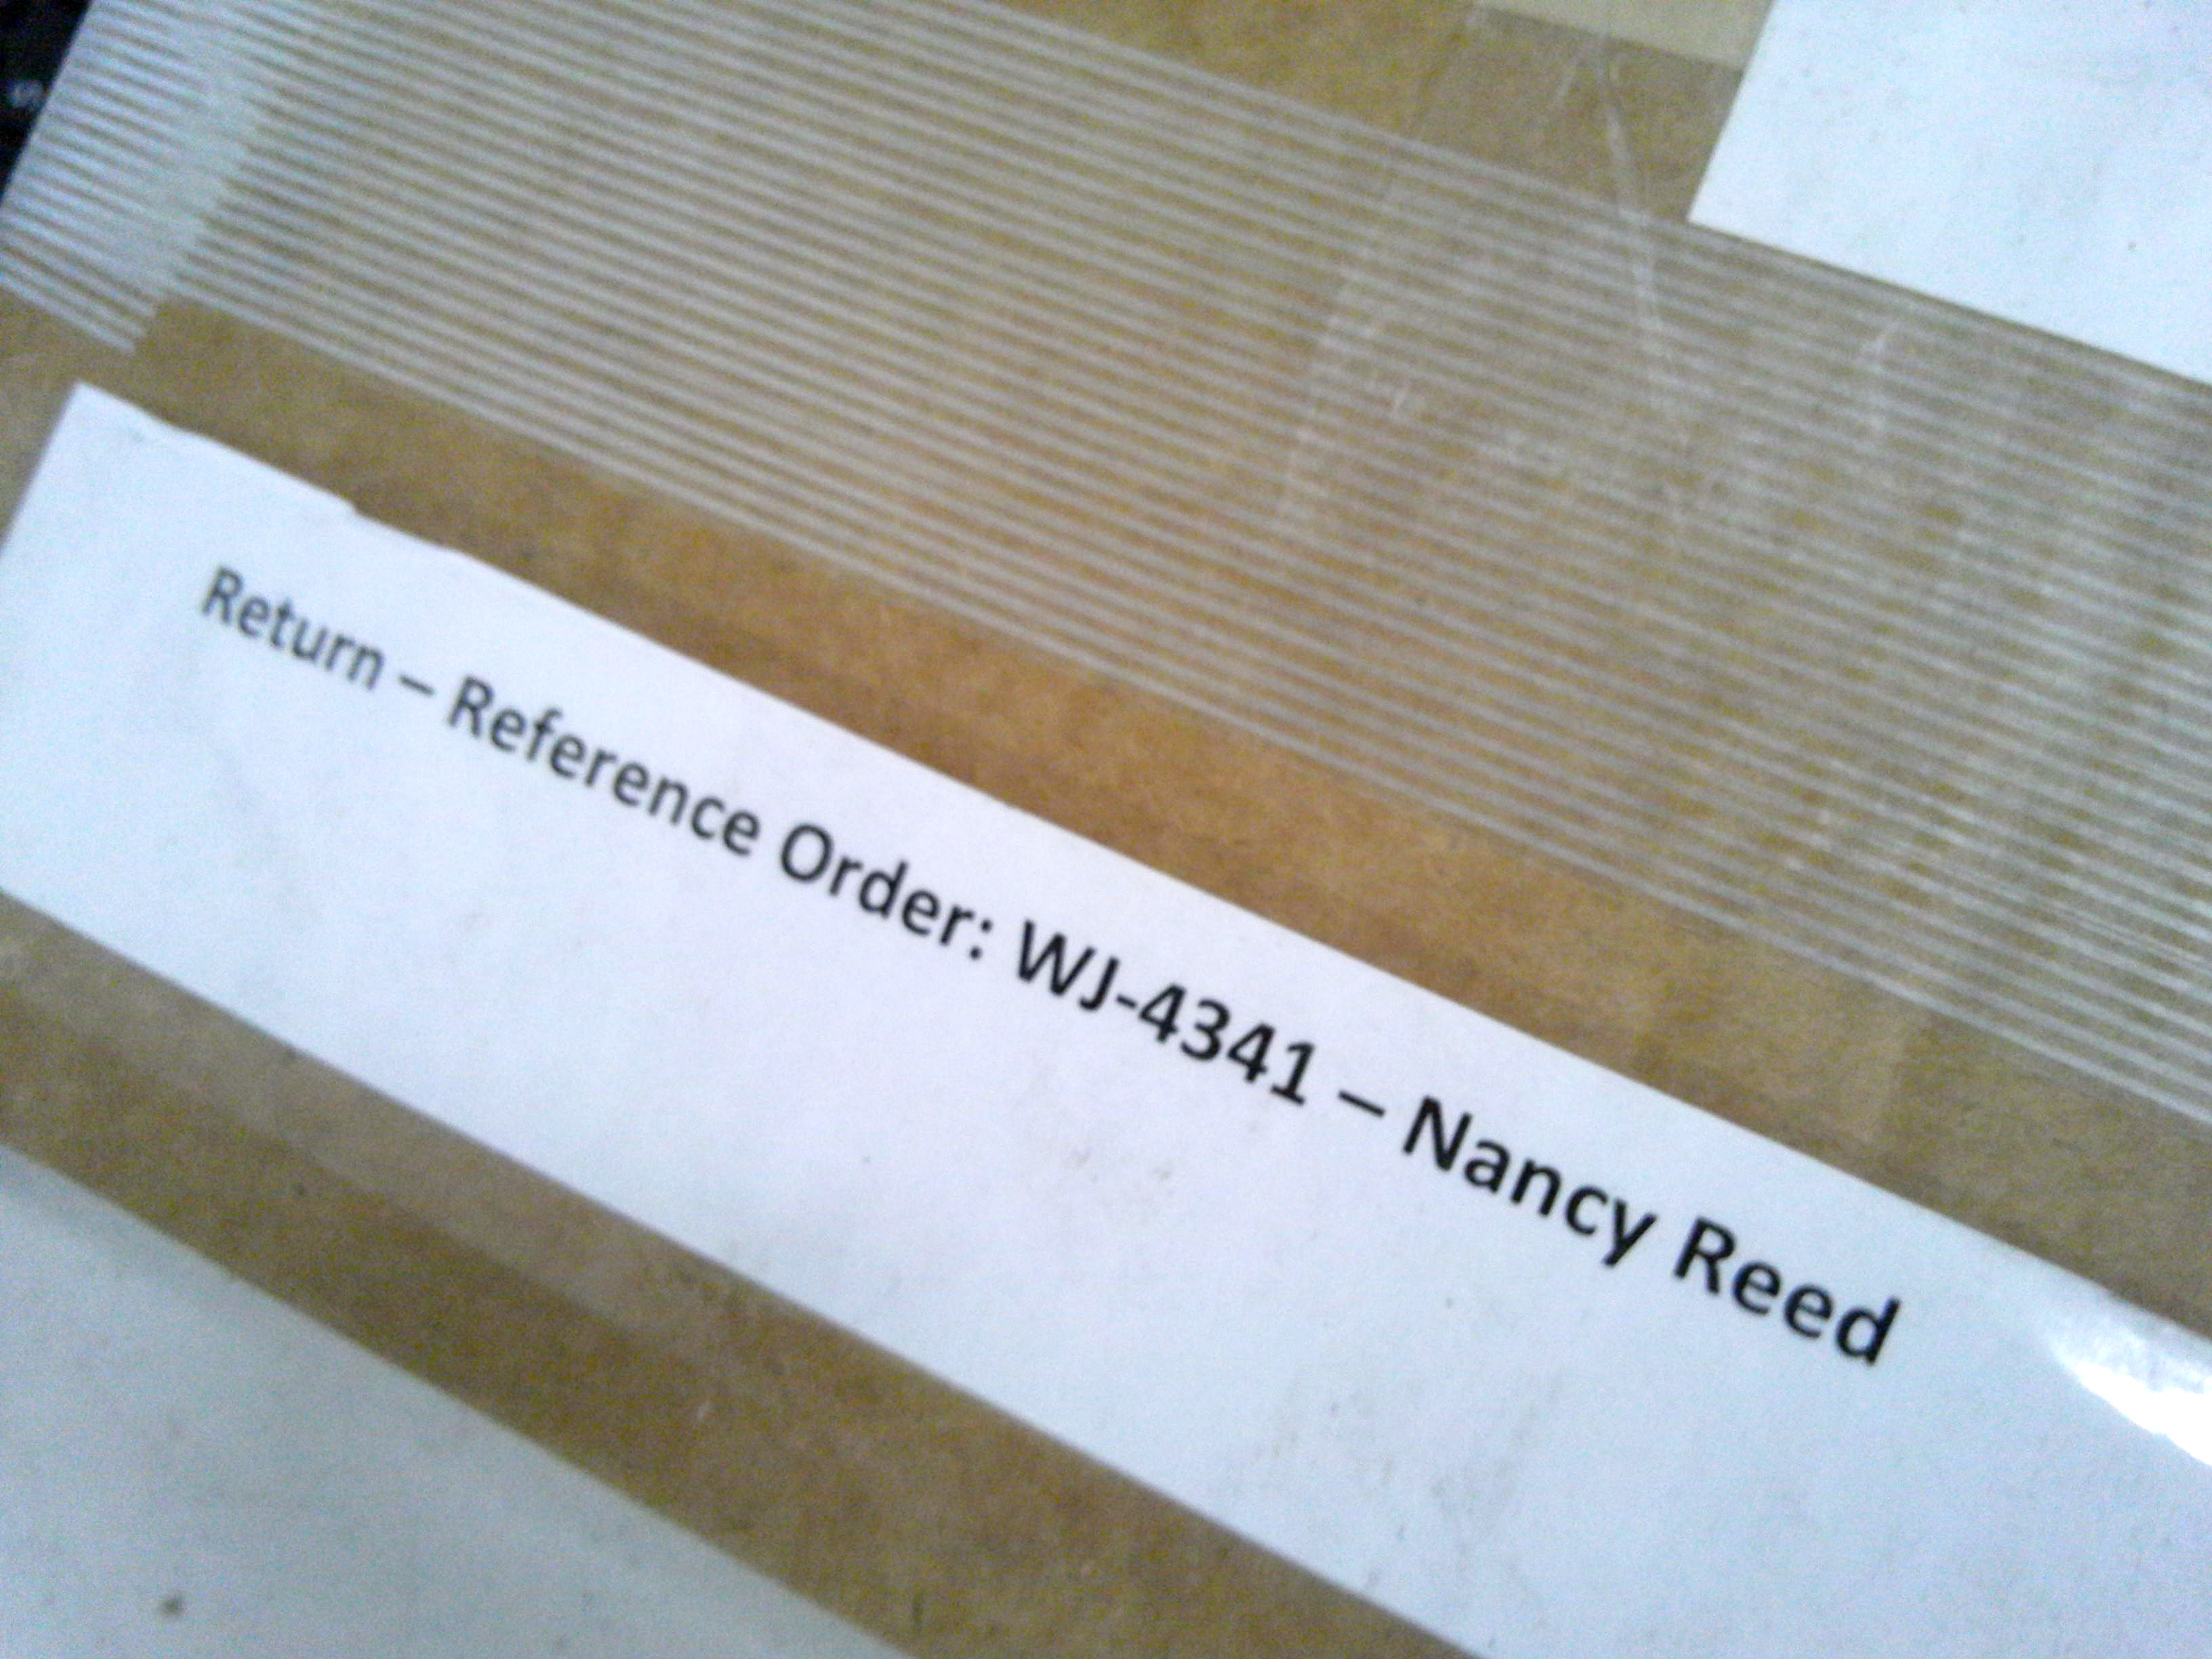 Return – Reference Order: WJ-4341 – Nancy Reed